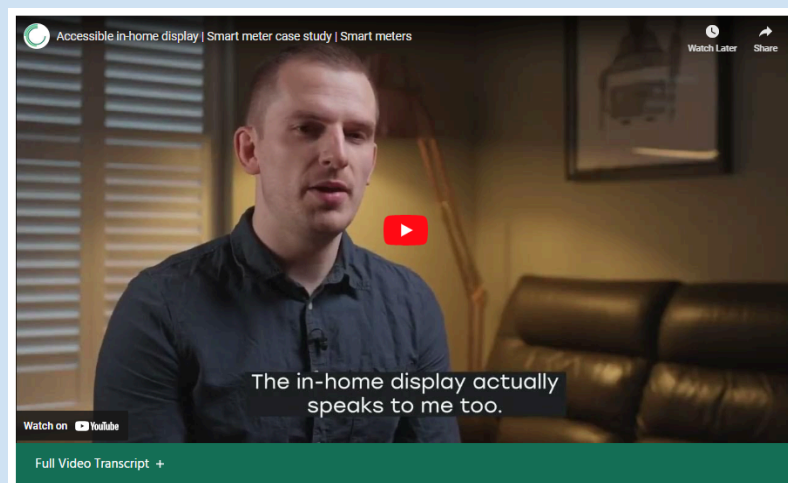 Accessible in-home display | Smart meter case study | Smart meters
Watch Later
Share
The in-home display actually
speaks to me too.
Watch on YouTube
Full Video Transcript +